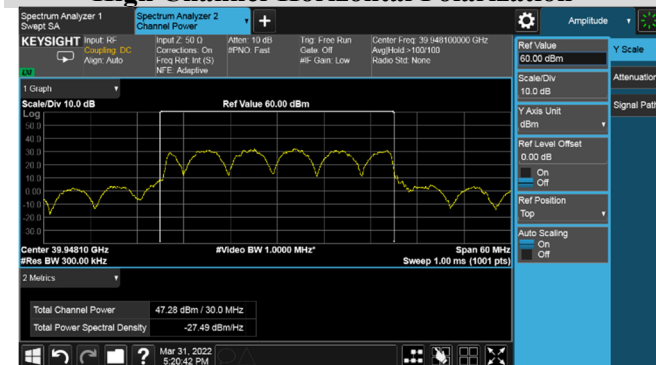 High Channel Horizontal Polarization
Spectrum Analyzer 1
Swept SA
Spectrum Analyzer 2
Channel Power
Amplitude
KEYSIGHT
Input: RF
Coupling: DC
Align: Auto
Input Z: 50 Ω
Corrections: On
Freq Ref: Int (S)
NFE: Adaptive
Atten: 10 dB
#PNO: Fast
Trig: Free Run
Gate: Off
#IF Gain: Low
Center Freq: 39.948100000 GHz
Avg|Hold:>100/100
Radio Std: None
1 Graph
Scale/Div 10.0 dB
Ref Value 60.00 dBm
Log
50.0
40.0
30.0
20.0
10.0
0.00
-10.0
-20.0
-30.0
Center 39.94810 GHz
#Res BW 300.00 kHz
#Video BW 1.0000 MHz*
Span 60 MHz
Sweep 1.00 ms (1001 pts)
2 Metrics
Total Channel Power 47.28 dBm / 30.0 MHz
Total Power Spectral Density -27.49 dBm/Hz
Mar 31, 2022
5:20:42 PM
Ref Value
60.00 dBm
Scale/Div
10.0 dB
Y Axis Unit
dBm
Ref Level Offset
0.00 dB
On
Off
Ref Position
Top
Auto Scaling
On
Off
Y Scale
Attenuation
Signal Path